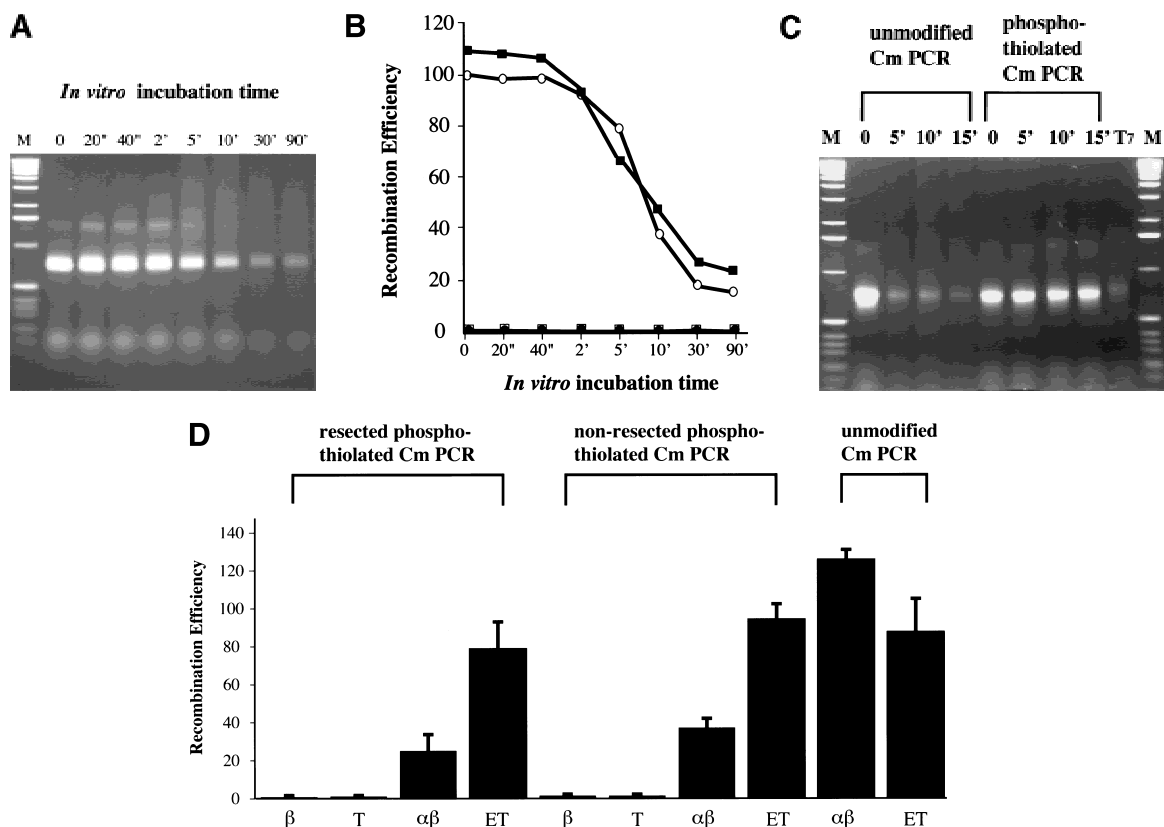 A
In vitro incubation time
M 0 20" 40" 2' 5' 10' 30' 90'
B
120
100
80
60
40
20
0
Recombination Efficiency
0 20" 40" 2' 5' 10' 30' 90'
In vitro incubation time
C
unmodified
Cm PCR
phospho-
thiolated
Cm PCR
M 0 5' 10' 15' 0 5' 10' 15' T7 M
D
resected phospho-
thiolated Cm PCR
non-resected phospho-
thiolated Cm PCR
unmodified
Cm PCR
140
120
100
80
60
40
20
0
Recombination Efficiency
β T αβ ET β T αβ ET αβ ET